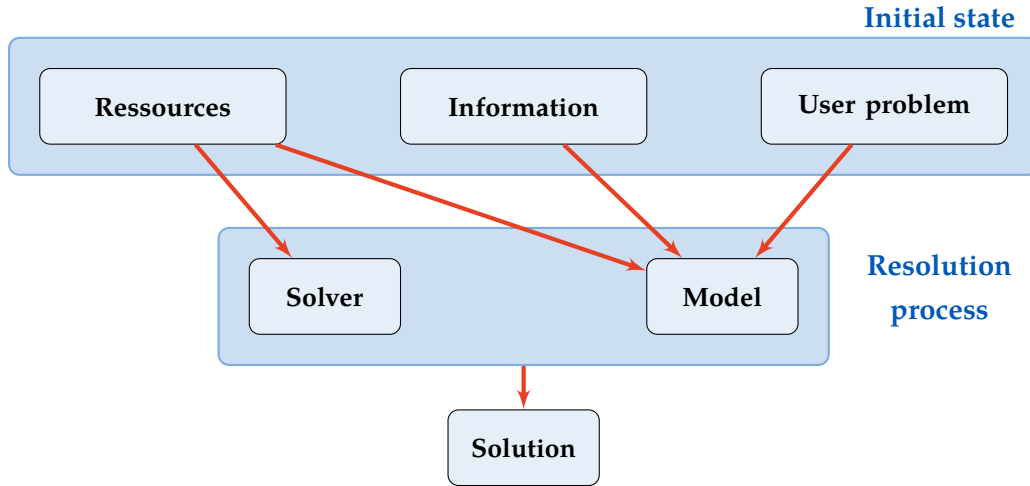 Initial state
Ressources
Information
User problem
Solver
Model
Resolution
process
Solution